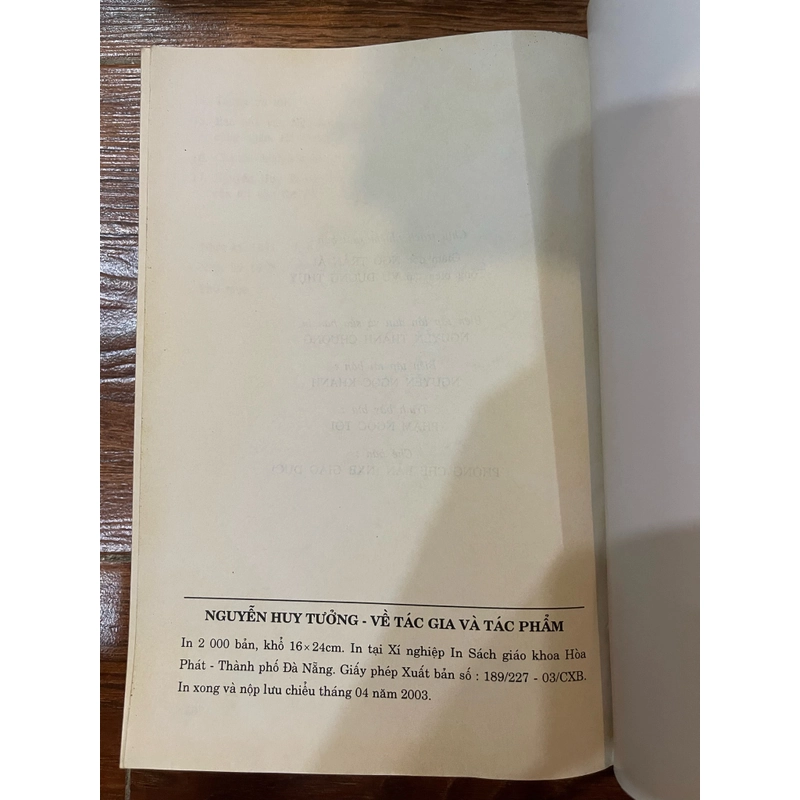 NGUYỄN HUY TƯỞNG - VỀ TÁC GIA VÀ TÁC PHẨM
In 2 000 bản, khổ 16×24cm. In tại Xí nghiệp In Sách giáo khoa Hòa
Phát - Thành phố Đà Nẵng. Giấy phép Xuất bản số : 189/227 - 03/CXB.
In xong và nộp lưu chiểu tháng 04 năm 2003.